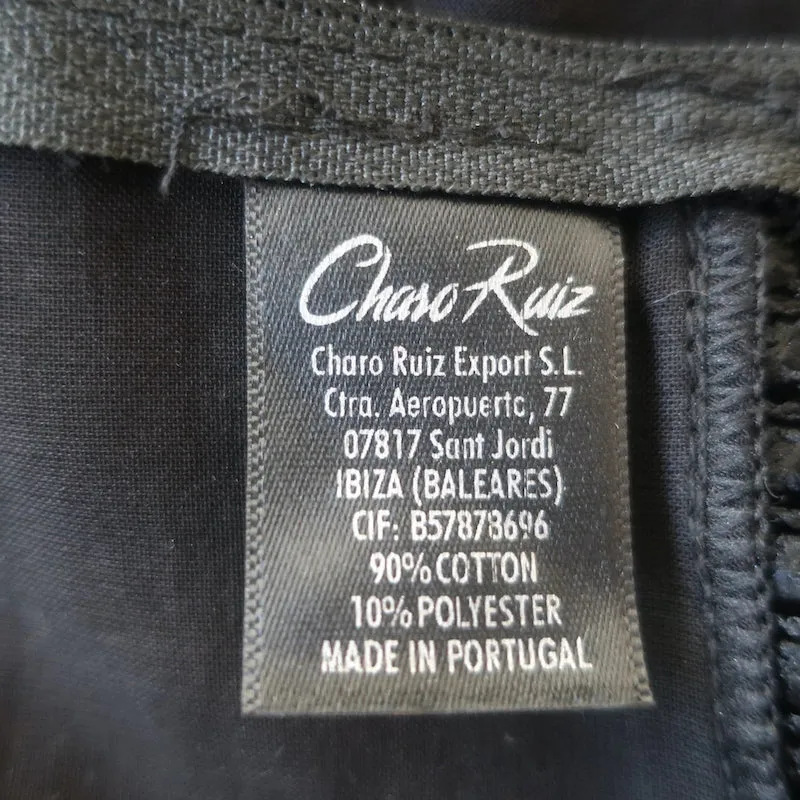 Charo Ruiz
Charo Ruiz Export S.L.
Ctra. Aeropuerto, 77
07817 Sant Jordi
IBIZA (BALEARES)
CIF: B57878696
90% COTTON
10% POLYESTER
MADE IN PORTUGAL